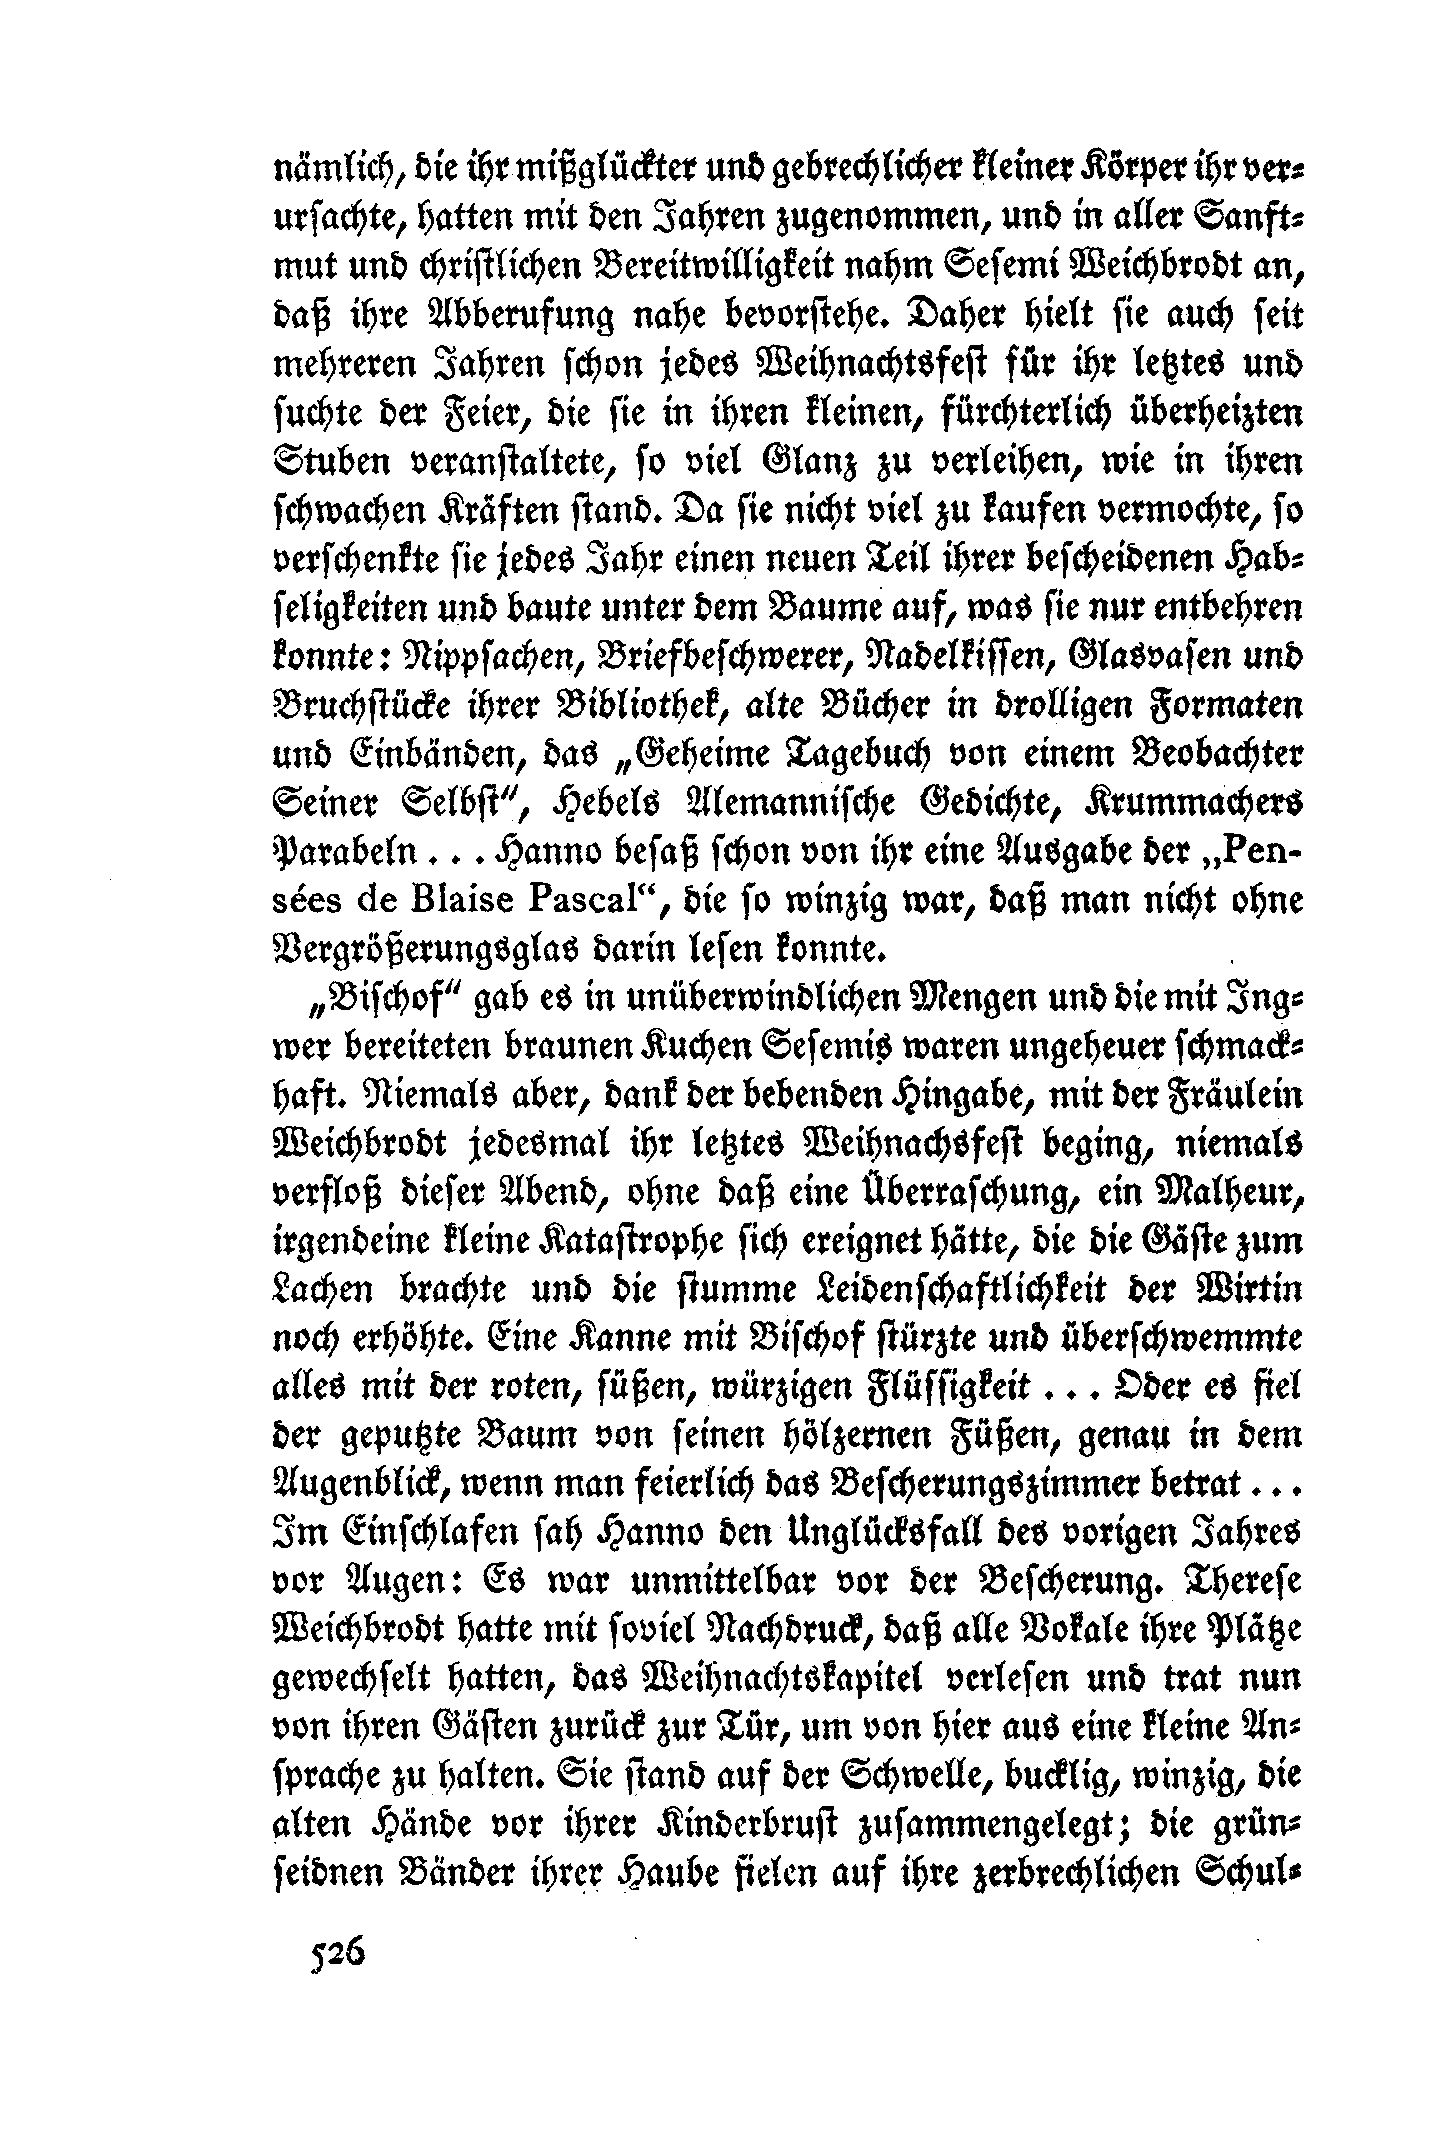 nämlich, die ihr mißglückter und gebrechlicher kleiner Körper ihr ver-
ursachte, hatten mit den Jahren zugenommen, und in aller Sanft-
mut und christlichen Bereitwilligkeit nahm Sesemi Weichbrodt an,
daß ihre Abberufung nahe bevorstehe. Daher hielt sie auch seit
mehreren Jahren schon jedes Weihnachtsfest für ihr letztes und
suchte der Feier, die sie in ihren kleinen, fürchterlich überheizten
Stuben veranstaltete, so viel Glanz zu verleihen, wie in ihren
schwachen Kräften stand. Da sie nicht viel zu kaufen vermochte, so
verschenkte sie jedes Jahr einen neuen Teil ihrer bescheidenen Hab-
seligkeiten und baute unter dem Baume auf, was sie nur entbehren
konnte: Nippsachen, Briefbeschwerer, Nadelkissen, Glasvasen und
Bruchstücke ihrer Bibliothek, alte Bücher in drolligen Formaten
und Einbänden, das „Geheime Tagebuch von einem Beobachter
Seiner Selbst“, Hebels Alemannische Gedichte, Krummachers
Parabeln . . . Hanno besaß schon von ihr eine Ausgabe der „Pen-
sées de Blaise Pascal“, die so winzig war, daß man nicht ohne
Vergrößerungsglas darin lesen konnte.
„Bischof“ gab es in unüberwindlichen Mengen und die mit Ing-
wer bereiteten braunen Kuchen Sesemis waren ungeheuer schmack-
haft. Niemals aber, dank der bebenden Hingabe, mit der Fräulein
Weichbrodt jedesmal ihr letztes Weihnachsfest beging, niemals
verfloß dieser Abend, ohne daß eine Überraschung, ein Malheur,
irgendeine kleine Katastrophe sich ereignet hätte, die die Gäste zum
Lachen brachte und die stumme Leidenschaftlichkeit der Wirtin
noch erhöhte. Eine Kanne mit Bischof stürzte und überschwemmte
alles mit der roten, süßen, würzigen Flüssigkeit . . . Oder es fiel
der geputzte Baum von seinen hölzernen Füßen, genau in dem
Augenblick, wenn man feierlich das Bescherungszimmer betrat . . .
Im Einschlafen sah Hanno den Unglücksfall des vorigen Jahres
vor Augen: Es war unmittelbar vor der Bescherung. Therese
Weichbrodt hatte mit soviel Nachdruck, daß alle Vokale ihre Plätze
gewechselt hatten, das Weihnachtskapitel verlesen und trat nun
von ihren Gästen zurück zur Tür, um von hier aus eine kleine An-
sprache zu halten. Sie stand auf der Schwelle, bucklig, winzig, die
alten Hände vor ihrer Kinderbrust zusammengelegt; die grün-
seidnen Bänder ihrer Haube fielen auf ihre zerbrechlichen Schul-
526